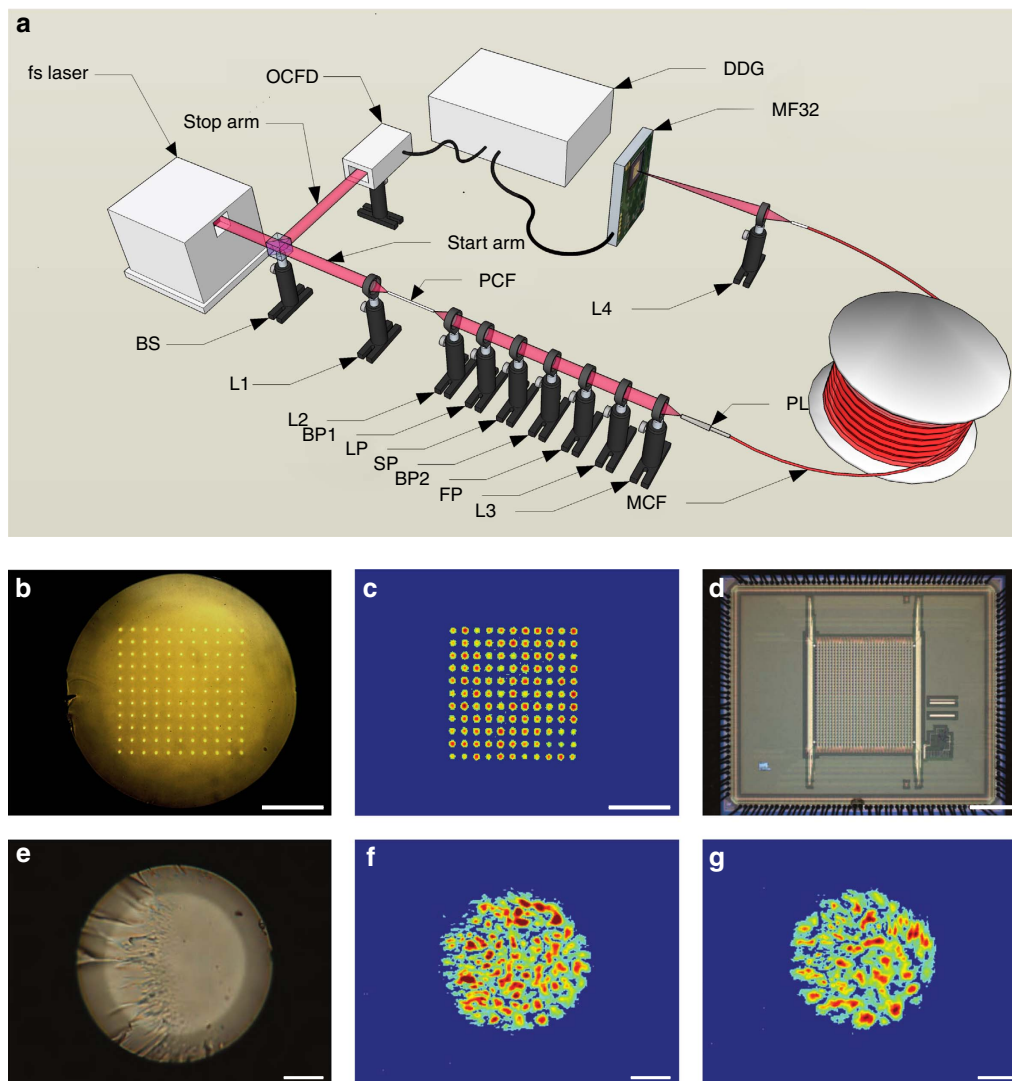 a
fs laser
OCFD
DDG
MF32
Stop arm
Start arm
PCF
L4
BS
L1
L2
BP1
LP
SP
BP2
FP
L3
MCF
PL
b
c
d
e
f
g